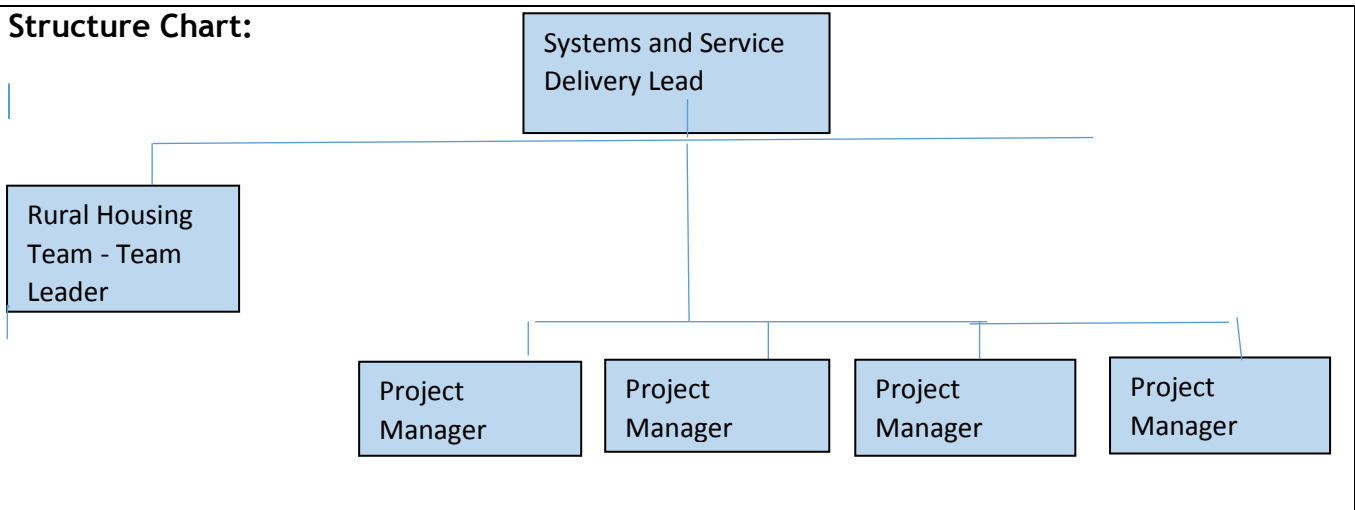 Structure Chart:
Systems and Service
Delivery Lead
Rural Housing
Team - Team
Leader
Project
Manager
Project
Manager
Project
Manager
Project
Manager